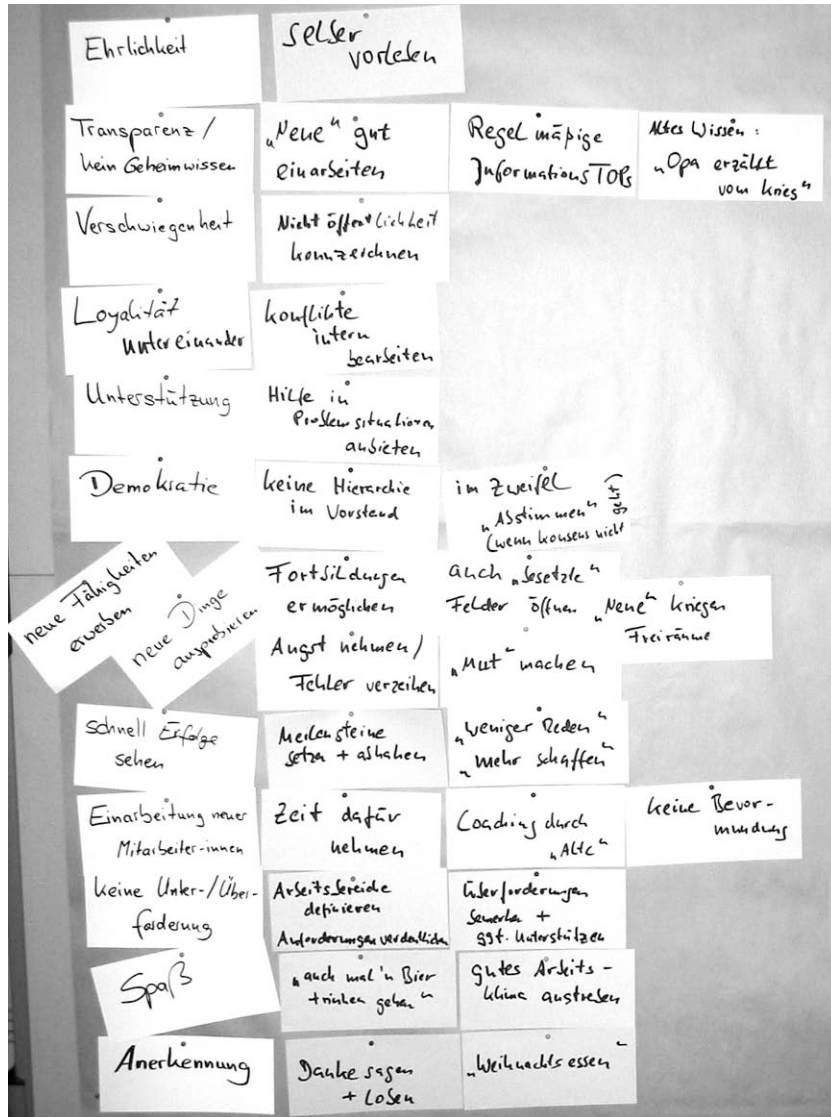 Ehrlichkeit
selber
vorleben
Transparenz /
kein Geheimwissen
„Neue“ gut
einarbeiten
Regelmäßige
InformationsTOPs
Altes Wissen :
„Opa erzählt
vom Krieg“
Verschwiegenheit
Nicht öffentlichkeit
kennzeichnen
Loyalität
untereinander
Konflikte
intern
bearbeiten
Unterstützung
Hilfe in
Problemsituationen
anbieten
Demokratie
keine Hierarchie
im Vorstand
im Zweifel
„Abstimmen“
(wenn Konsens nicht
geht)
neue Fähigkeiten
erwerben
neue Dinge
ausprobieren
Fortbildungen
ermöglichen
auch „besetzte“
Felder öffnen
„Neue“ kriegen
Freiräume
Angst nehmen /
Fehler verzeihen
„Mut“ machen
schnell Erfolge
sehen
Meilensteine
setzen + abhaken
„weniger Reden“
„mehr schaffen“
Einarbeitung neuer
Mitarbeiter-innen
Zeit dafür
nehmen
Coaching durch
„Alte“
keine Bevor-
mundung
keine Unter-/Über-
forderung
Arbeitsbereiche
definieren
Anforderungen verdeutlichen
Überforderungen
bemerken +
ggf. Unterstützen
Spaß
„auch mal'n Bier
trinken gehen“
gutes Arbeits-
klima anstreben
Anerkennung
Danke sagen
+ Loben
„Weihnachtsessen“